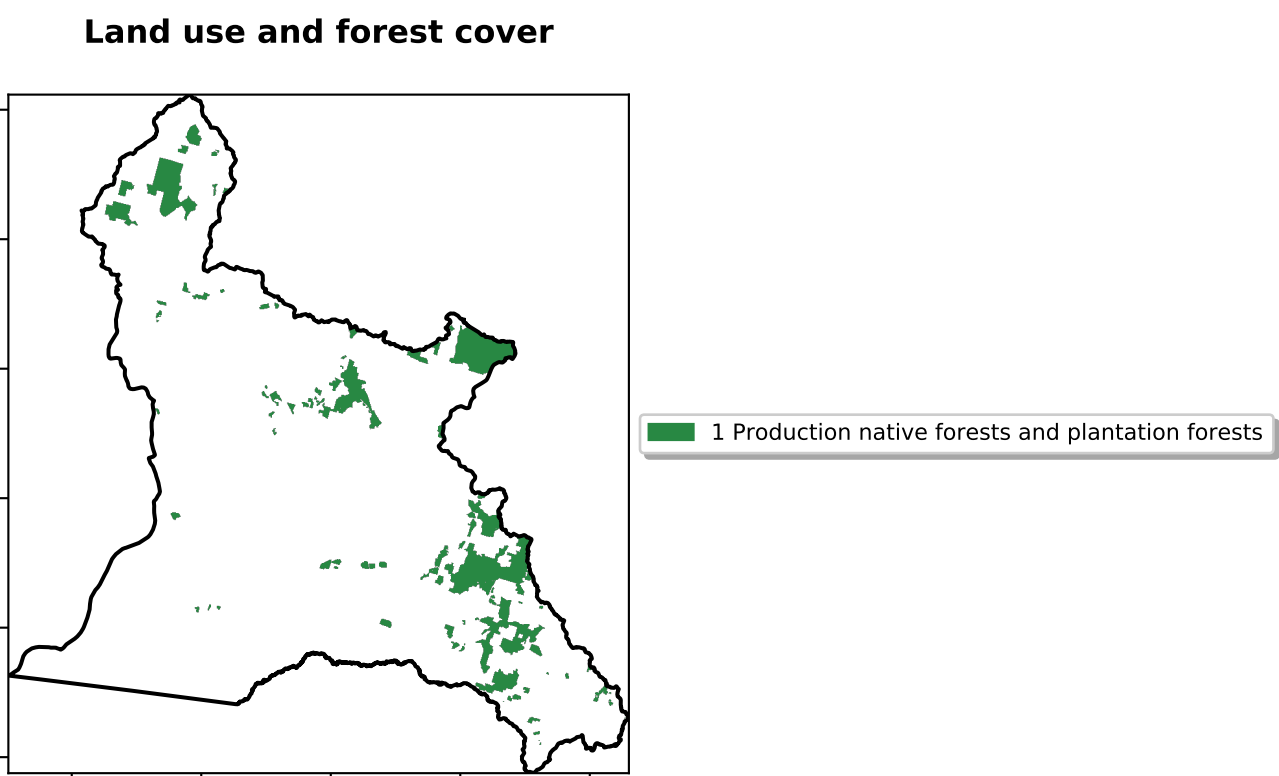 Land use and forest cover
1 Production native forests and plantation forests